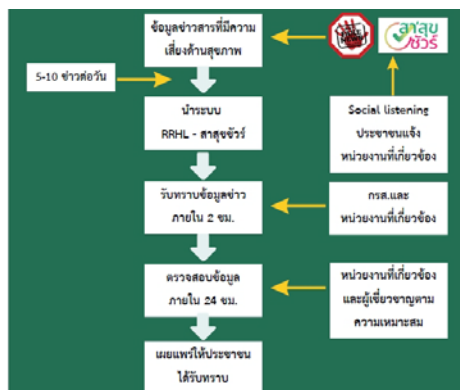 ข้อมูลข่าวสารที่มีความ
เสี่ยงด้านสุขภาพ
สาสุข
ชัวร์
5-10 ข่าวต่อวัน
นำระบบ
RRHL - สาสุขชัวร์
Social listening
ประชาชนแจ้ง
หน่วยงานที่เกี่ยวข้อง
รับทราบข้อมูลข่าว
ภายใน 2 ชม.
กรส.และ
หน่วยงานที่เกี่ยวข้อง
ตรวจสอบข้อมูล
ภายใน 24 ชม.
หน่วยงานที่เกี่ยวข้อง
และผู้เชี่ยวชาญตาม
ความเหมาะสม
เผยแพร่ให้ประชาชน
ได้รับทราบ